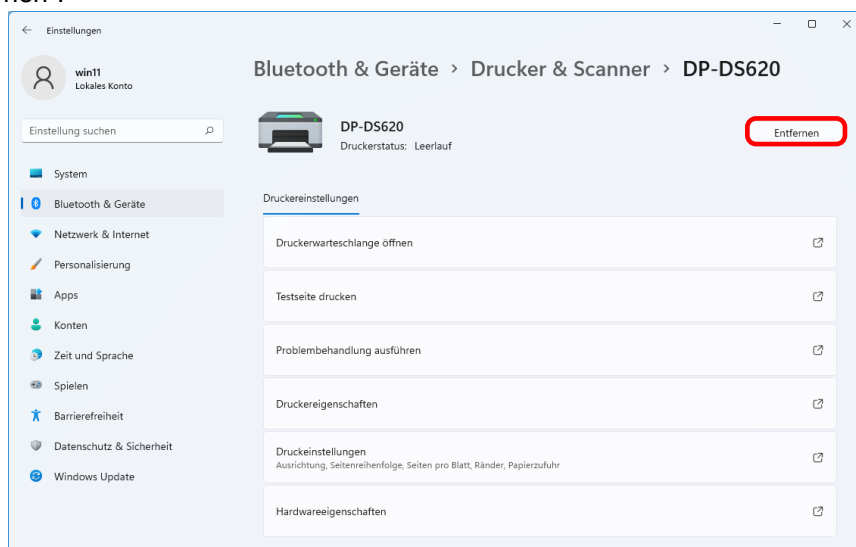 Einstellungen
win11
Lokales Konto
Einstellung suchen
System
Bluetooth & Geräte
Netzwerk & Internet
Personalisierung
Apps
Konten
Zeit und Sprache
Spielen
Barrierefreiheit
Datenschutz & Sicherheit
Windows Update
Bluetooth & Geräte > Drucker & Scanner > DP-DS620
DP-DS620
Druckerstatus: Leerlauf
Entfernen
Druckereinstellungen
Druckerwarteschlange öffnen
Testseite drucken
Problembehandlung ausführen
Druckereigenschaften
Druckeinstellungen
Ausrichtung, Seitenreihenfolge, Seiten pro Blatt, Ränder, Papierzufuhr
Hardwareeigenschaften